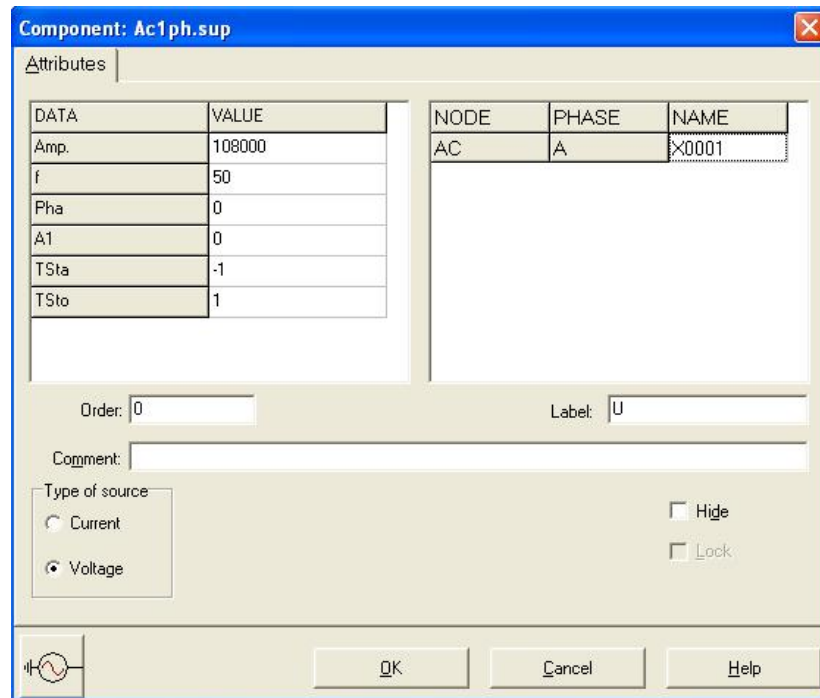 Component: Ac1ph.sup
Attributes
DATA VALUE
Amp. 108000
f 50
Pha 0
A1 0
TSta -1
TSto 1
NODE PHASE NAME
AC A X0001
Order: 0
Label: U
Comment:
Type of source
Current
Voltage
Hide
Lock
OK Cancel Help